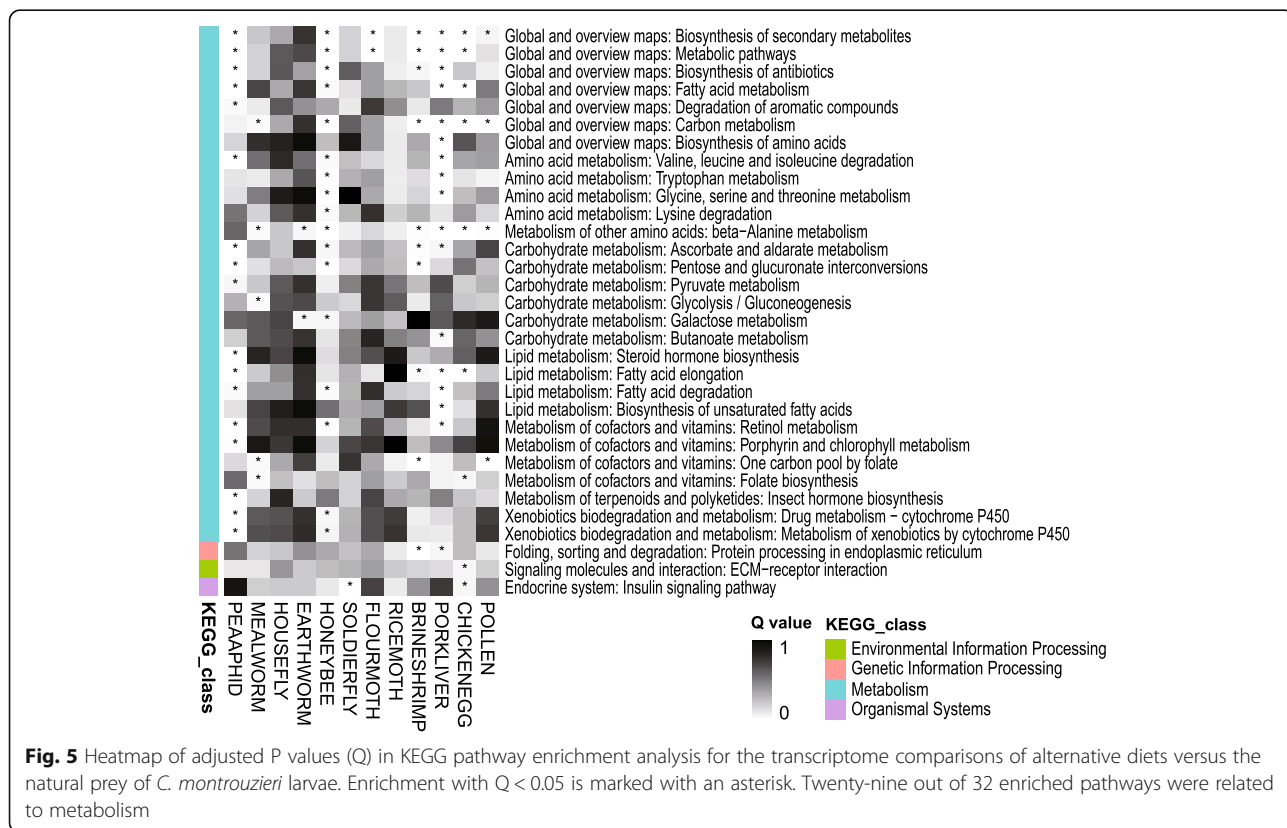 Global and overview maps: Biosynthesis of secondary metabolites
Global and overview maps: Metabolic pathways
Global and overview maps: Biosynthesis of antibiotics
Global and overview maps: Fatty acid metabolism
Global and overview maps: Degradation of aromatic compounds
Global and overview maps: Carbon metabolism
Global and overview maps: Biosynthesis of amino acids
Amino acid metabolism: Valine, leucine and isoleucine degradation
Amino acid metabolism: Tryptophan metabolism
Amino acid metabolism: Glycine, serine and threonine metabolism
Amino acid metabolism: Lysine degradation
Metabolism of other amino acids: beta−Alanine metabolism
Carbohydrate metabolism: Ascorbate and aldarate metabolism
Carbohydrate metabolism: Pentose and glucuronate interconversions
Carbohydrate metabolism: Pyruvate metabolism
Carbohydrate metabolism: Glycolysis / Gluconeogenesis
Carbohydrate metabolism: Galactose metabolism
Carbohydrate metabolism: Butanoate metabolism
Lipid metabolism: Steroid hormone biosynthesis
Lipid metabolism: Fatty acid elongation
Lipid metabolism: Fatty acid degradation
Lipid metabolism: Biosynthesis of unsaturated fatty acids
Metabolism of cofactors and vitamins: Retinol metabolism
Metabolism of cofactors and vitamins: Porphyrin and chlorophyll metabolism
Metabolism of cofactors and vitamins: One carbon pool by folate
Metabolism of cofactors and vitamins: Folate biosynthesis
Metabolism of terpenoids and polyketides: Insect hormone biosynthesis
Xenobiotics biodegradation and metabolism: Drug metabolism − cytochrome P450
Xenobiotics biodegradation and metabolism: Metabolism of xenobiotics by cytochrome P450
Folding, sorting and degradation: Protein processing in endoplasmic reticulum
Signaling molecules and interaction: ECM−receptor interaction
Endocrine system: Insulin signaling pathway
KEGG_class
PEAAPHID
MEALWORM
HOUSEFLY
EARTHWORM
HONEYBEE
SOLDIERFLY
FLOURMOTH
RICEMOTH
BRINESHRIMP
PORKLIVER
CHICKENEGG
POLLEN
Q value
1
0
KEGG_class
Environmental Information Processing
Genetic Information Processing
Metabolism
Organismal Systems
Fig. 5 Heatmap of adjusted P values (Q) in KEGG pathway enrichment analysis for the transcriptome comparisons of alternative diets versus the
natural prey of C. montrouzieri larvae. Enrichment with Q < 0.05 is marked with an asterisk. Twenty-nine out of 32 enriched pathways were related
to metabolism